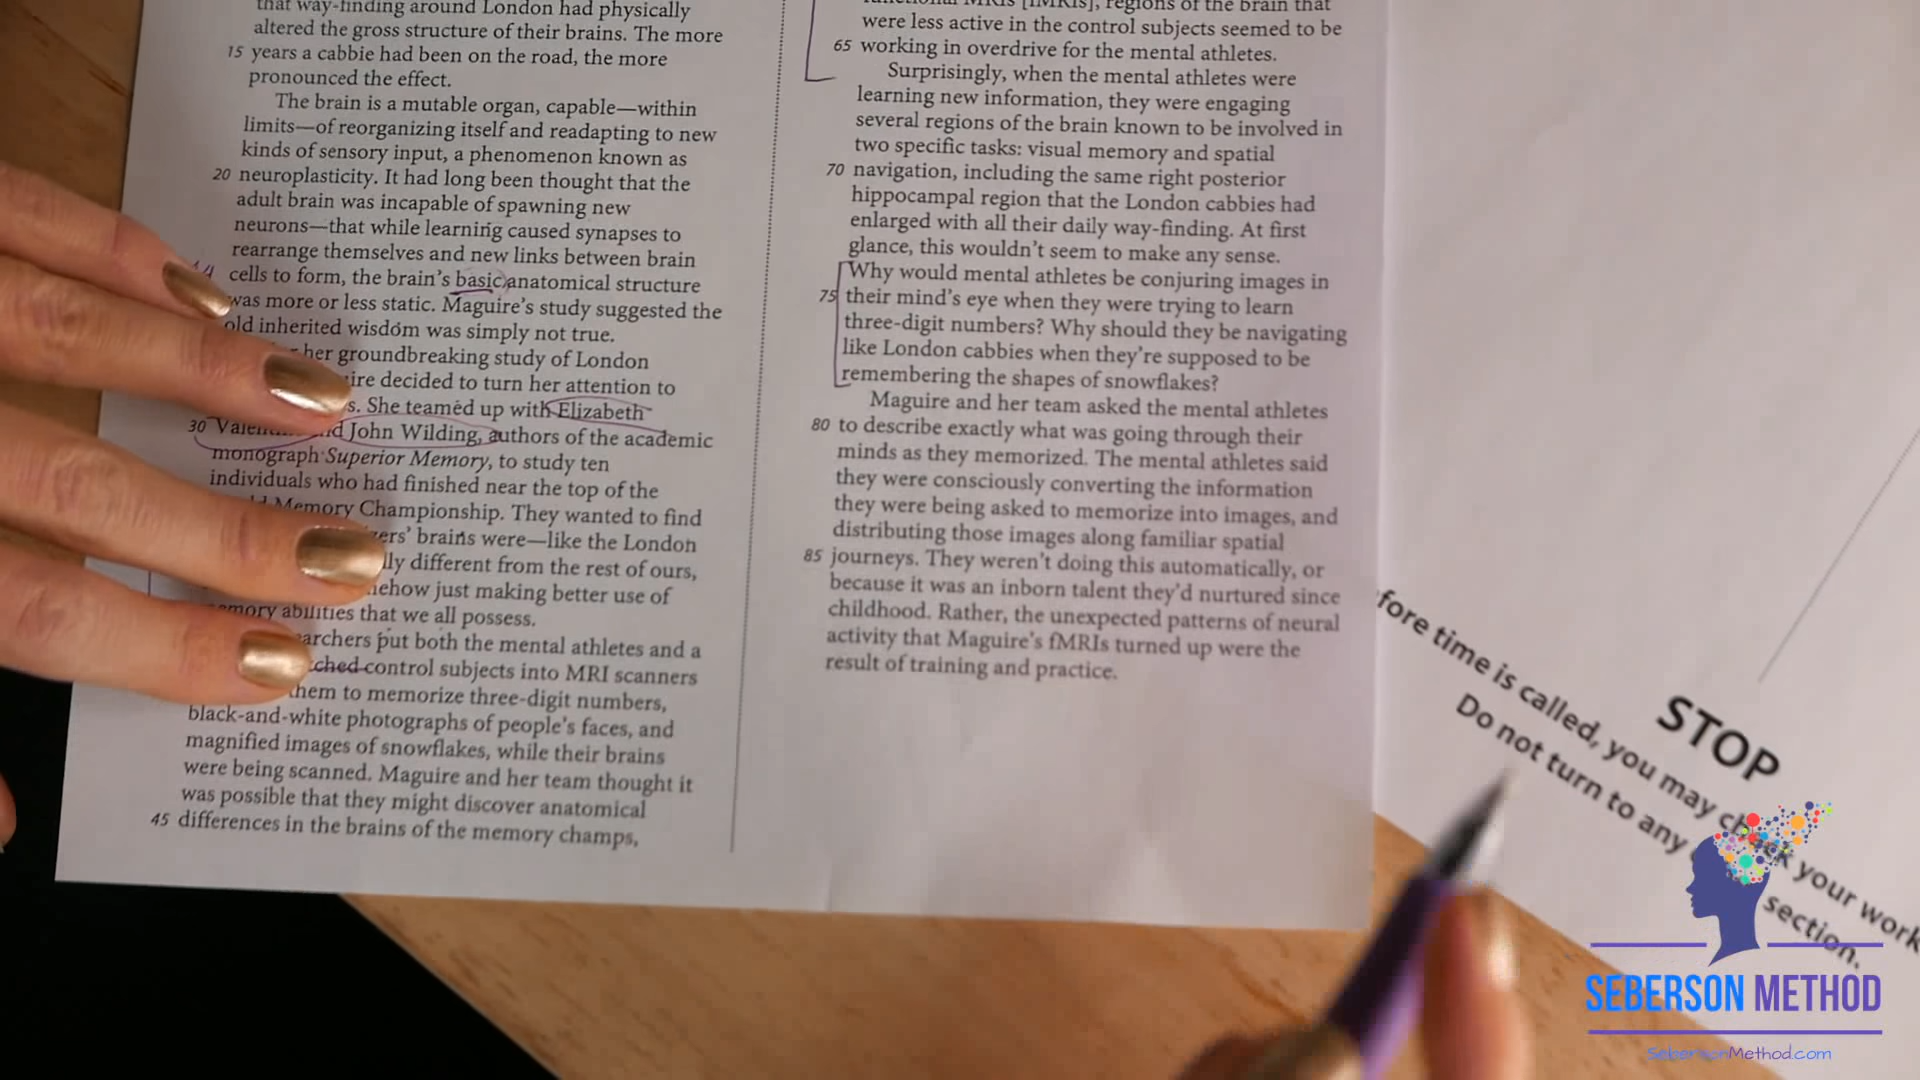 that way-finding around London had physically
altered the gross structure of their brains. The more
15 years a cabbie had been on the road, the more
pronounced the effect.
The brain is a mutable organ, capable—within
limits—of reorganizing itself and readapting to new
kinds of sensory input, a phenomenon known as
20 neuroplasticity. It had long been thought that the
adult brain was incapable of spawning new
neurons—that while learning caused synapses to
rearrange themselves and new links between brain
cells to form, the brain's basic anatomical structure
was more or less static. Maguire's study suggested the
old inherited wisdom was simply not true.
her groundbreaking study of London
decided to turn her attention to
She teamed up with Elizabeth
30 John Wilding, authors of the academic
monograph Superior Memory, to study ten
individuals who had finished near the top of the
Memory Championship. They wanted to find
brains were—like the London
different from the rest of ours,
just making better use of
abilities that we all possess.
put both the mental athletes and a
control subjects into MRI scanners
them to memorize three-digit numbers,
black-and-white photographs of people's faces, and
magnified images of snowflakes, while their brains
were being scanned. Maguire and her team thought it
was possible that they might discover anatomical
45 differences in the brains of the memory champs,
functional MRIs [fMRIs], regions of the brain that
were less active in the control subjects seemed to be
65 working in overdrive for the mental athletes.
Surprisingly, when the mental athletes were
learning new information, they were engaging
several regions of the brain known to be involved in
two specific tasks: visual memory and spatial
70 navigation, including the same right posterior
hippocampal region that the London cabbies had
enlarged with all their daily way-finding. At first
glance, this wouldn't seem to make any sense.
Why would mental athletes be conjuring images in
75 their mind's eye when they were trying to learn
three-digit numbers? Why should they be navigating
like London cabbies when they're supposed to be
remembering the shapes of snowflakes?
Maguire and her team asked the mental athletes
80 to describe exactly what was going through their
minds as they memorized. The mental athletes said
they were consciously converting the information
they were being asked to memorize into images, and
distributing those images along familiar spatial
85 journeys. They weren't doing this automatically, or
because it was an inborn talent they'd nurtured since
childhood. Rather, the unexpected patterns of neural
activity that Maguire's fMRIs turned up were the
result of training and practice.
STOP
time is called, you may check your work
Do not turn to any section.
SEBERSON METHOD
SebersonMethod.com